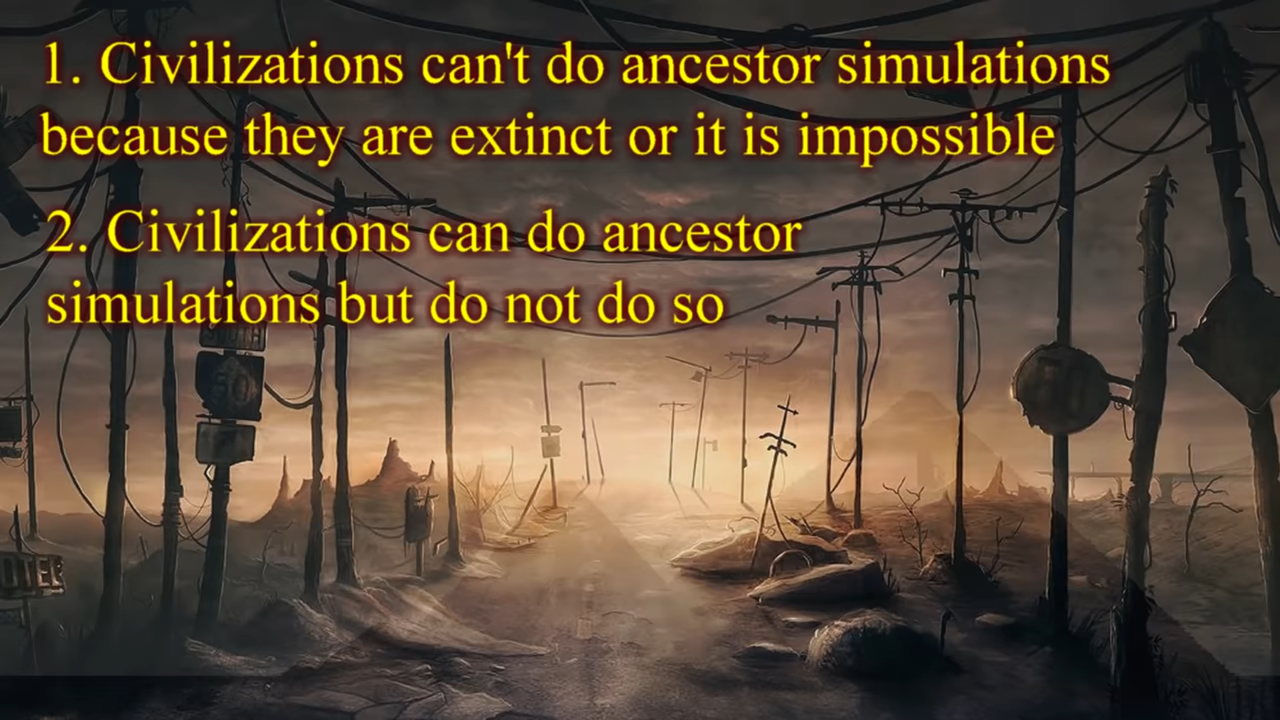 1. Civilizations can't do ancestor simulations
because they are extinct or it is impossible
2. Civilizations can do ancestor
simulations but do not do so
50